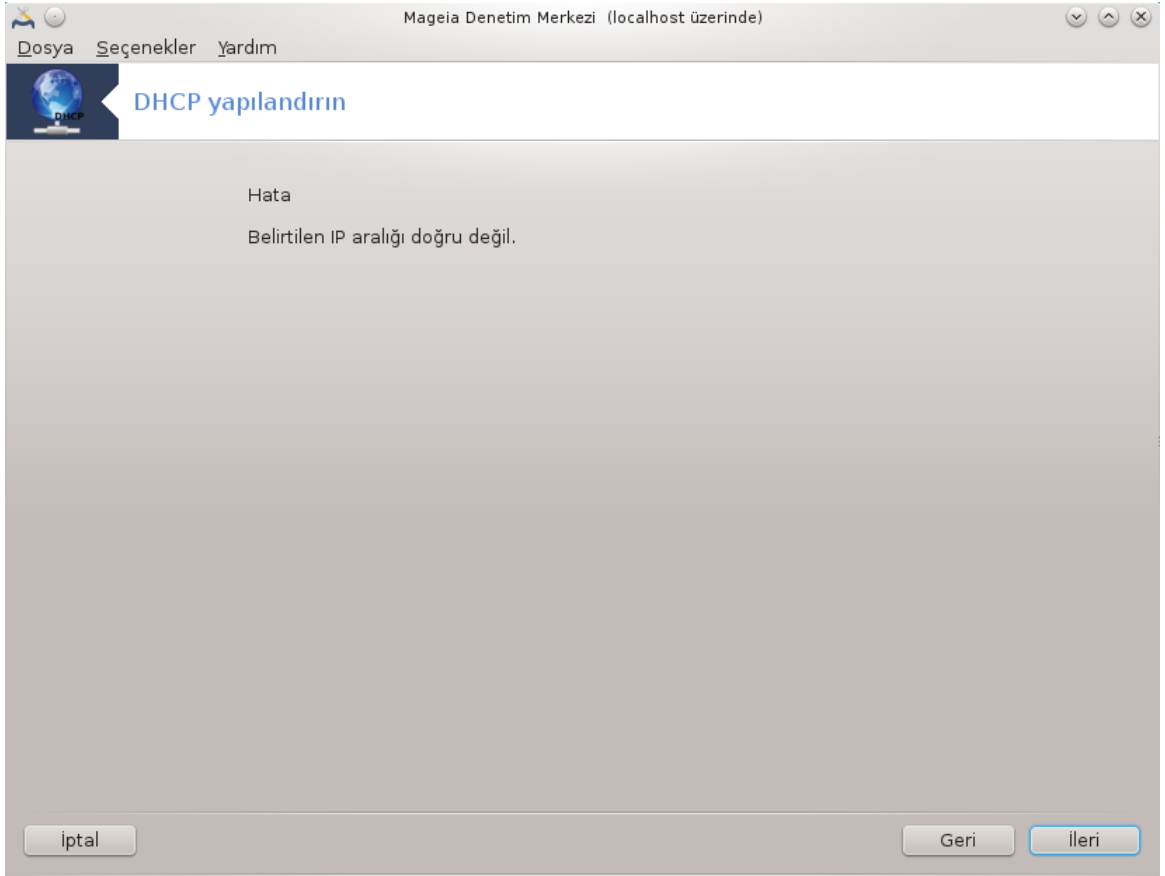 Mageia Denetim Merkezi (localhost üzerinde)
Dosya Seçenekler Yardım
DHCP
DHCP yapılandırın
Hata
Belirtilen IP aralığı doğru değil.
İptal Geri İleri